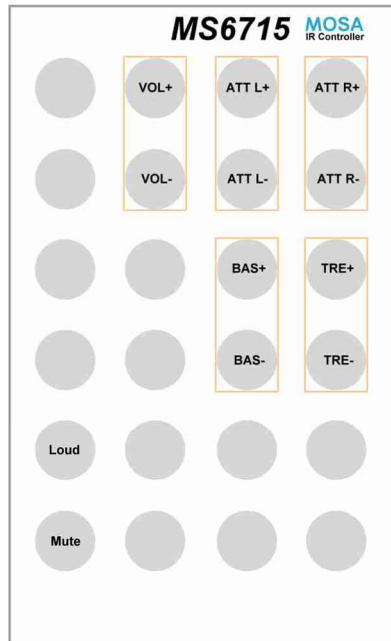 MS6715 MOSA
IR Controller
VOL+ ATT L+ ATT R+
VOL- ATT L- ATT R-
BAS+ TRE+
BAS- TRE-
Loud
Mute